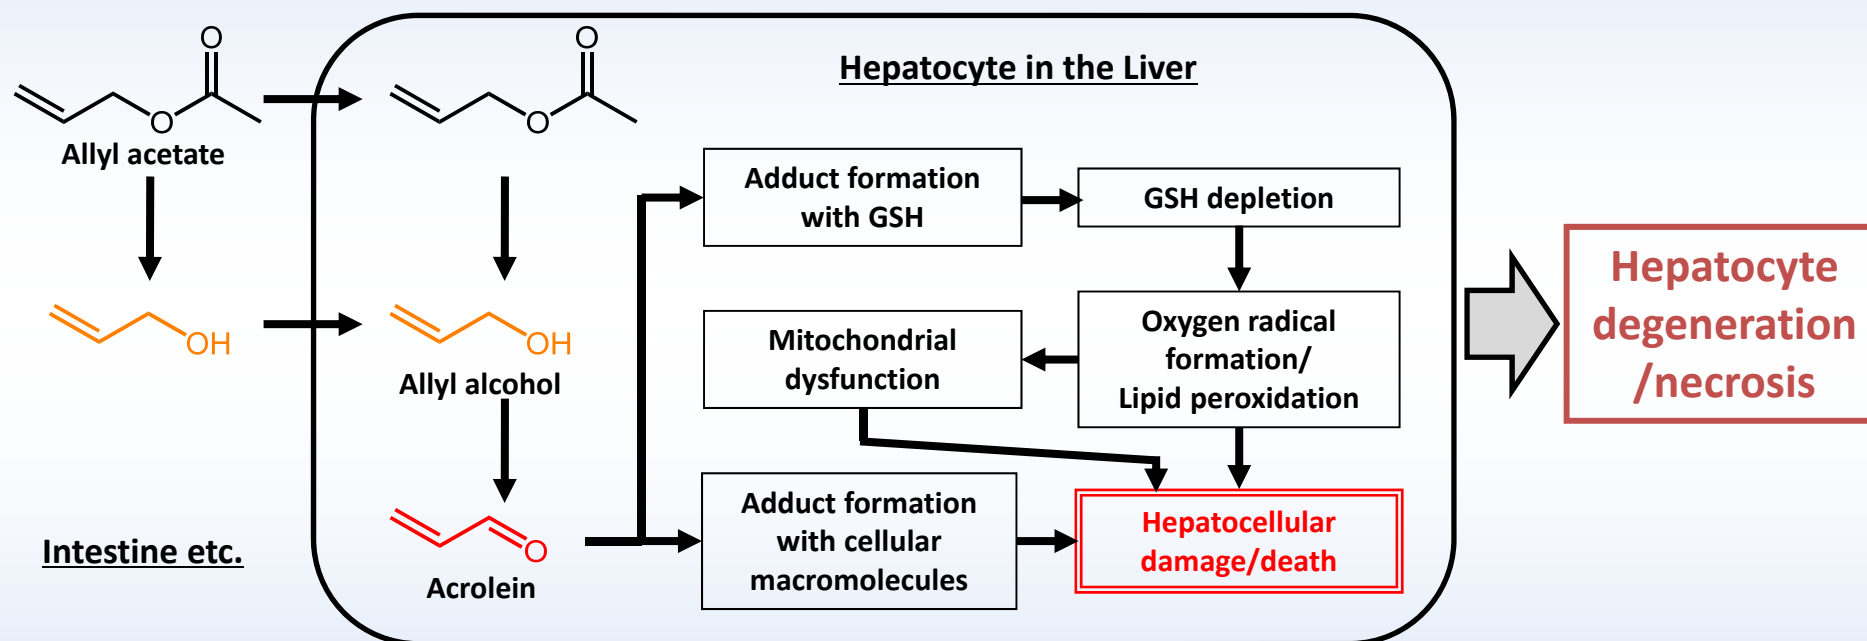 Hepatocyte in the Liver
O
O
Allyl acetate
O
O
OH
Intestine etc.
OH
Allyl alcohol
O
Acrolein
Adduct formation
with GSH
GSH depletion
Oxygen radical
formation/
Lipid peroxidation
Mitochondrial
dysfunction
Adduct formation
with cellular
macromolecules
Hepatocellular
damage/death
Hepatocyte
degeneration
/necrosis